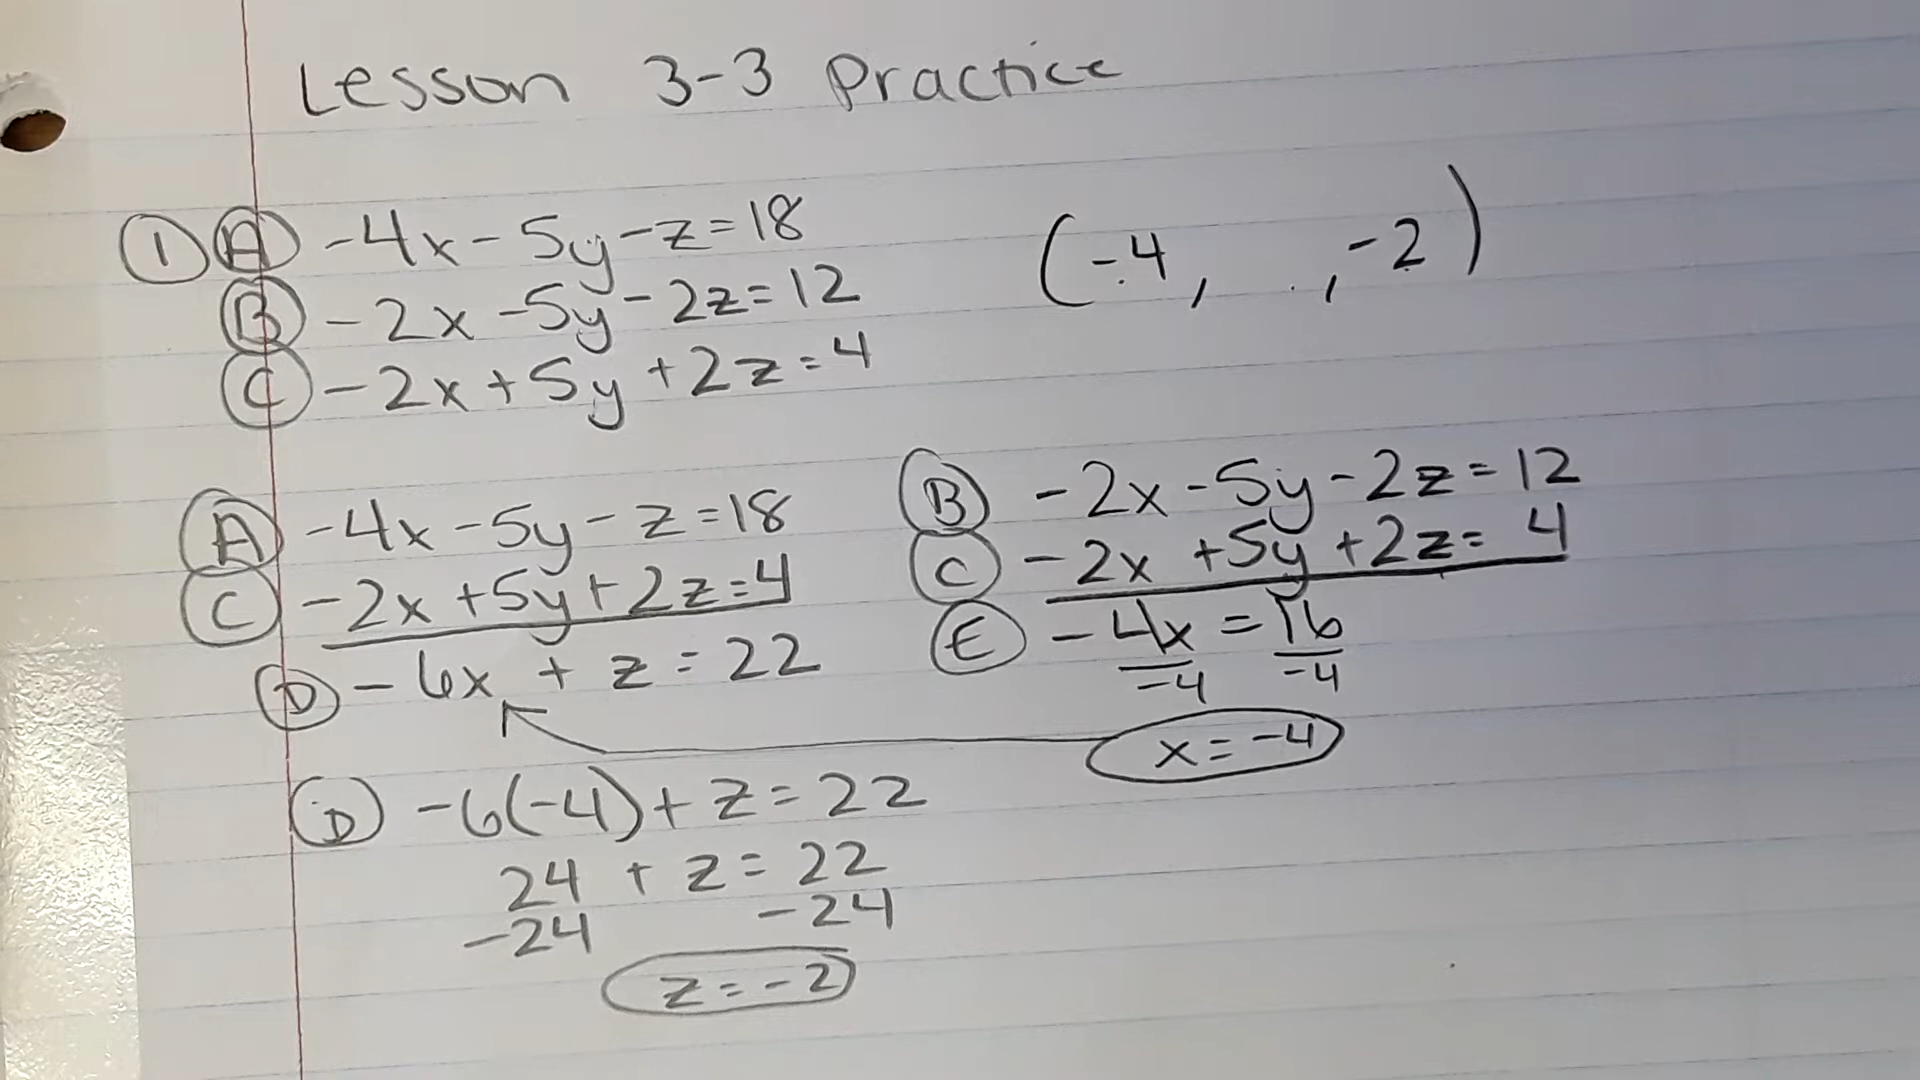 Lesson 3-3 Practice
① Ⓐ -4x-5y-z=18
(-4,   ,-2)
Ⓑ -2x-5y-2z=12
Ⓒ -2x+5y+2z=4
Ⓐ -4x-5y-z=18
Ⓒ -2x+5y+2z=4
Ⓓ -6x + z = 22
Ⓑ -2x-5y-2z=12
Ⓒ -2x+5y+2z=4
Ⓔ -4x = 16
-4 -4
x=-4
Ⓓ -6(-4)+z=22
24 + z = 22
-24 -24
z=-2